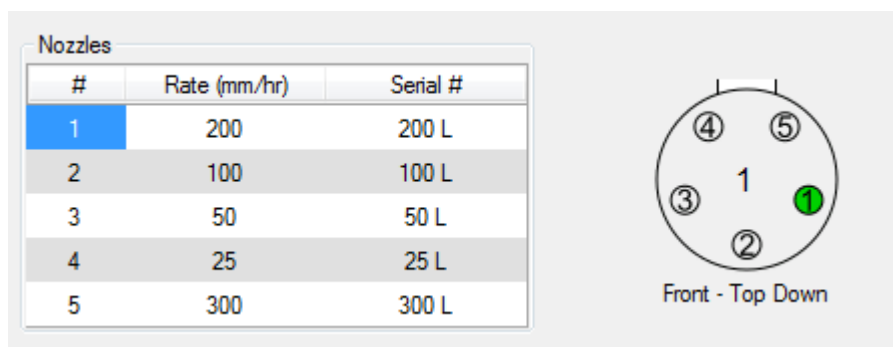 Nozzles
# Rate (mm/hr) Serial #
1 200 200 L
2 100 100 L
3 50 50 L
4 25 25 L
5 300 300 L
4 5
1
3 1
2
Front - Top Down